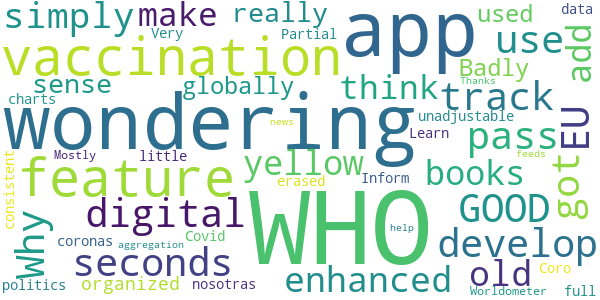 simply make really used data
Very Partial
vaccination app use add
sense globally think Badly
charts track
wondering unadjustable EU
news Learn
Mostly little yellow pass feeds
consistent feature erased Inform books got
Why digital WHO GOOD
coronas Covid help develop
aggregation
seconds enhanced old Coro
politics organized nosotras Worldometer full
Thanks